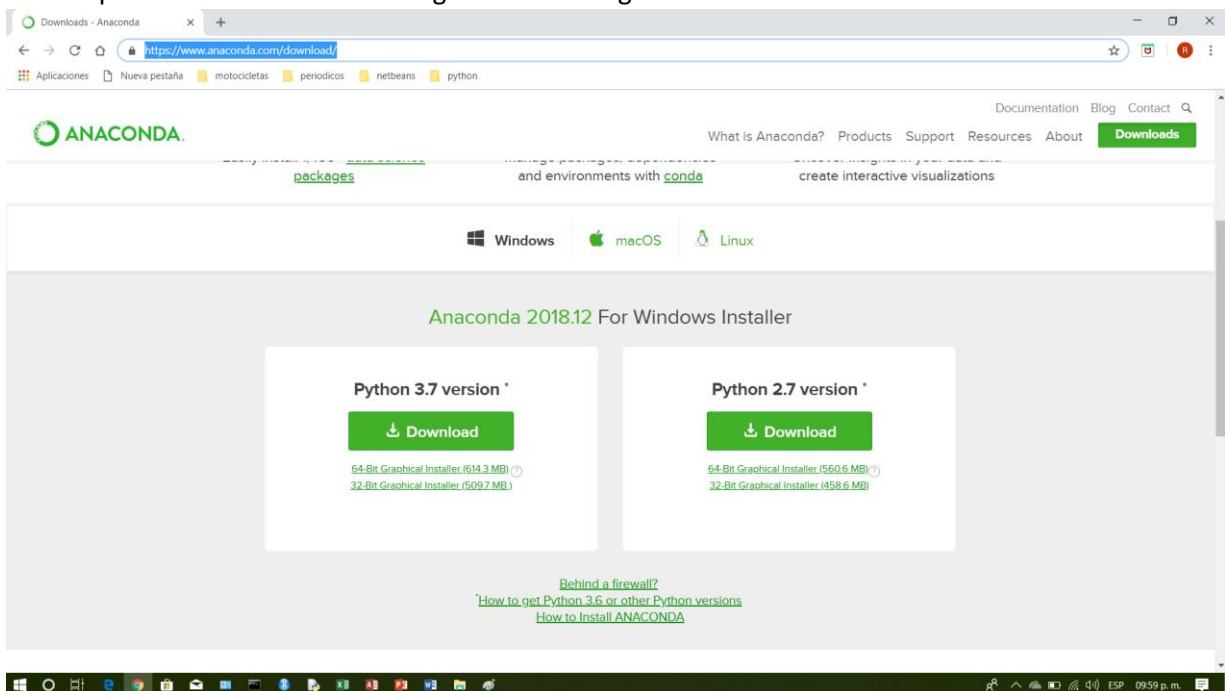 Downloads - Anaconda
https://www.anaconda.com/download/
R
Aplicaciones Nueva pestaña motocicletas periodicos netbeans python
Documentation Blog Contact
ANACONDA.
What is Anaconda? Products Support Resources About Downloads
data science
packages
and environments with conda
create interactive visualizations
Windows macOS Linux
Anaconda 2018.12 For Windows Installer
Python 3.7 version *
Download
64-Bit Graphical Installer (614.3 MB) ?
32-Bit Graphical Installer (509.7 MB )
Python 2.7 version *
Download
64-Bit Graphical Installer (560.6 MB) ?
32-Bit Graphical Installer (458.6 MB)
Behind a firewall?
*How to get Python 3.6 or other Python versions
How to Install ANACONDA
ESP 09:59 p. m.